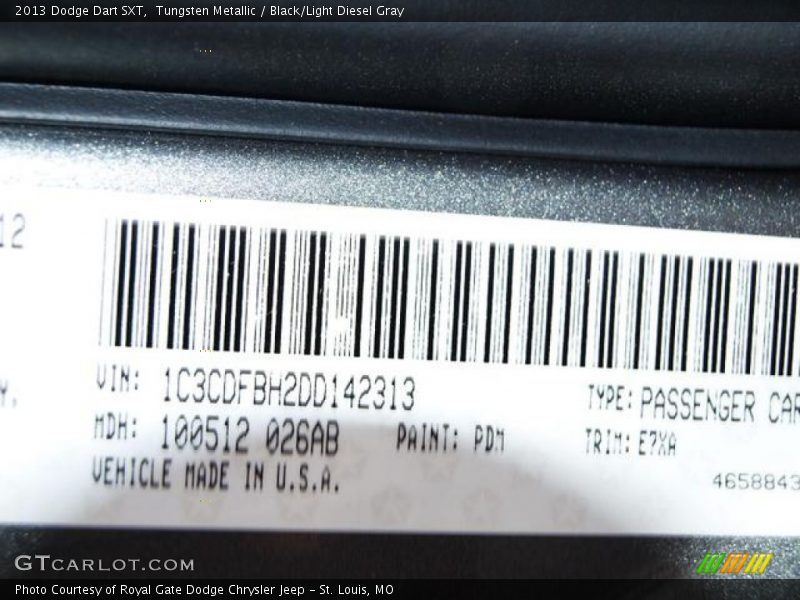 2013 Dodge Dart SXT,  Tungsten Metallic / Black/Light Diesel Gray
12
Y.
VIN: 1C3CDFBH2DD142313 TYPE: PASSENGER CAR
MDH: 100512 026AB PAINT: PDM TRIM: E7XA
VEHICLE MADE IN U.S.A.
4658843
GTCARLOT.COM
Photo Courtesy of Royal Gate Dodge Chrysler Jeep – St. Louis, MO